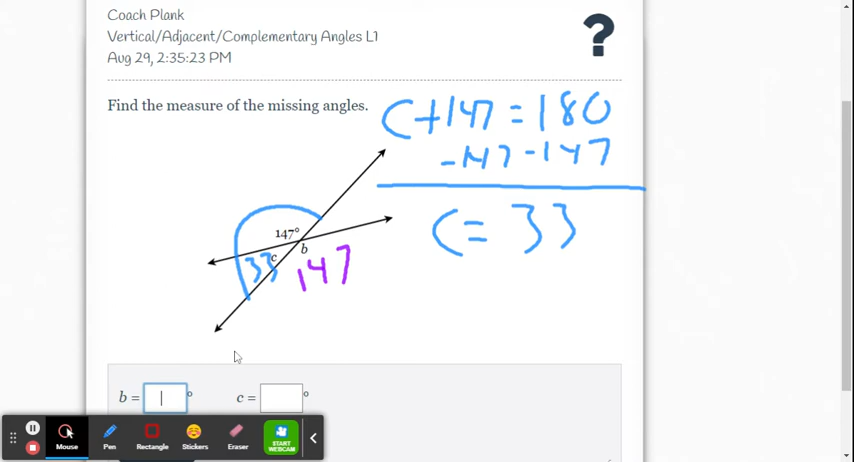 Coach Plank
Vertical/Adjacent/Complementary Angles L1
Aug 29, 2:35:23 PM
?
Find the measure of the missing angles.
C+147 = 180
-147 -147
C = 33
147°
c
b
33
147
b = °
c = °
Mouse
Pen
Rectangle
Stickers
Eraser
START WEBCAM